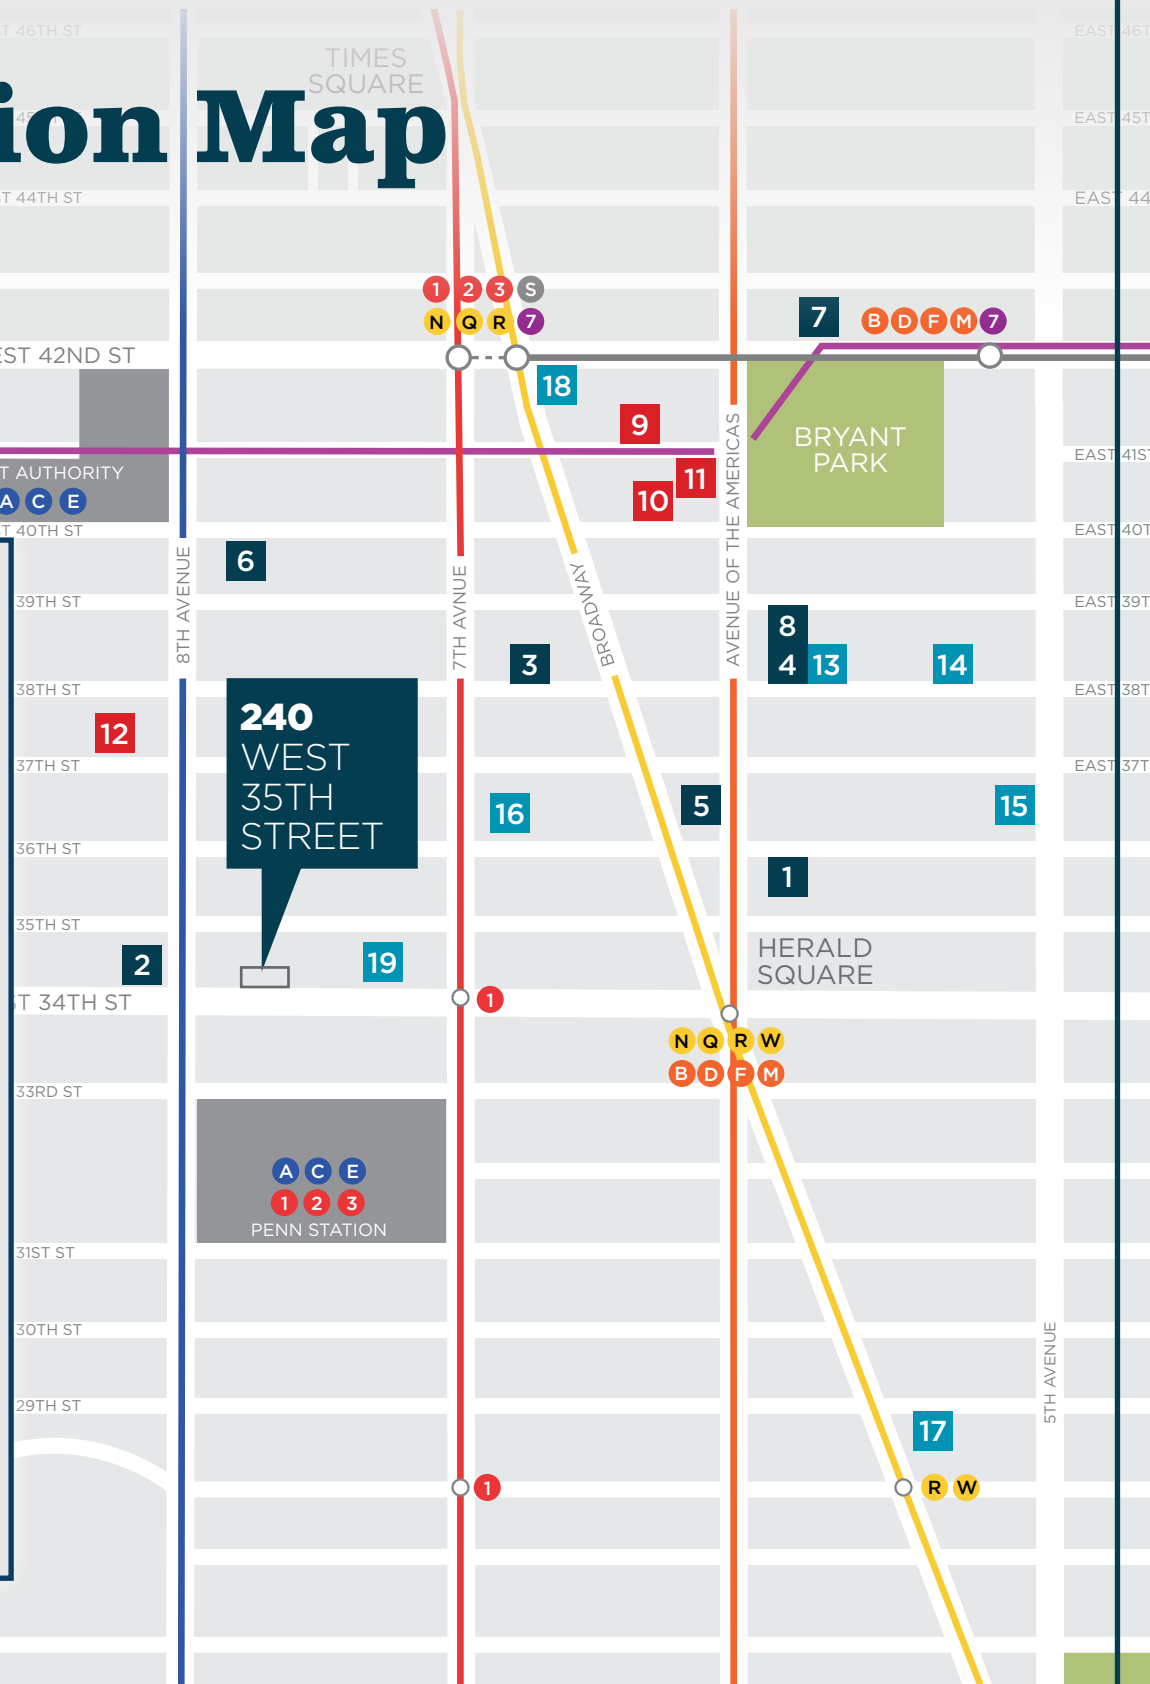 T 46TH ST
EAST 46T
TIMES
SQUARE
ion Map
45
EAST 45T
T 44TH ST
EAST 44
1 2 3 S
N Q R 7
7
B D F M 7
EST 42ND ST
18
9
BRYANT
PARK
AVENUE OF THE AMERICAS
EAST 41ST
T AUTHORITY
A C E
11
10
T 40TH ST
EAST 40T
6
8TH AVENUE
7TH AVNUE
BROADWAY
39TH ST
EAST 39T
8
3
4
13
14
38TH ST
EAST 38T
12
240
WEST
35TH
STREET
37TH ST
EAST 37T
16
5
15
36TH ST
1
35TH ST
2
19
HERALD
SQUARE
ST 34TH ST
1
N Q R W
B D F M
33RD ST
A C E
1 2 3
PENN STATION
31ST ST
30TH ST
5TH AVENUE
29TH ST
17
1
R W